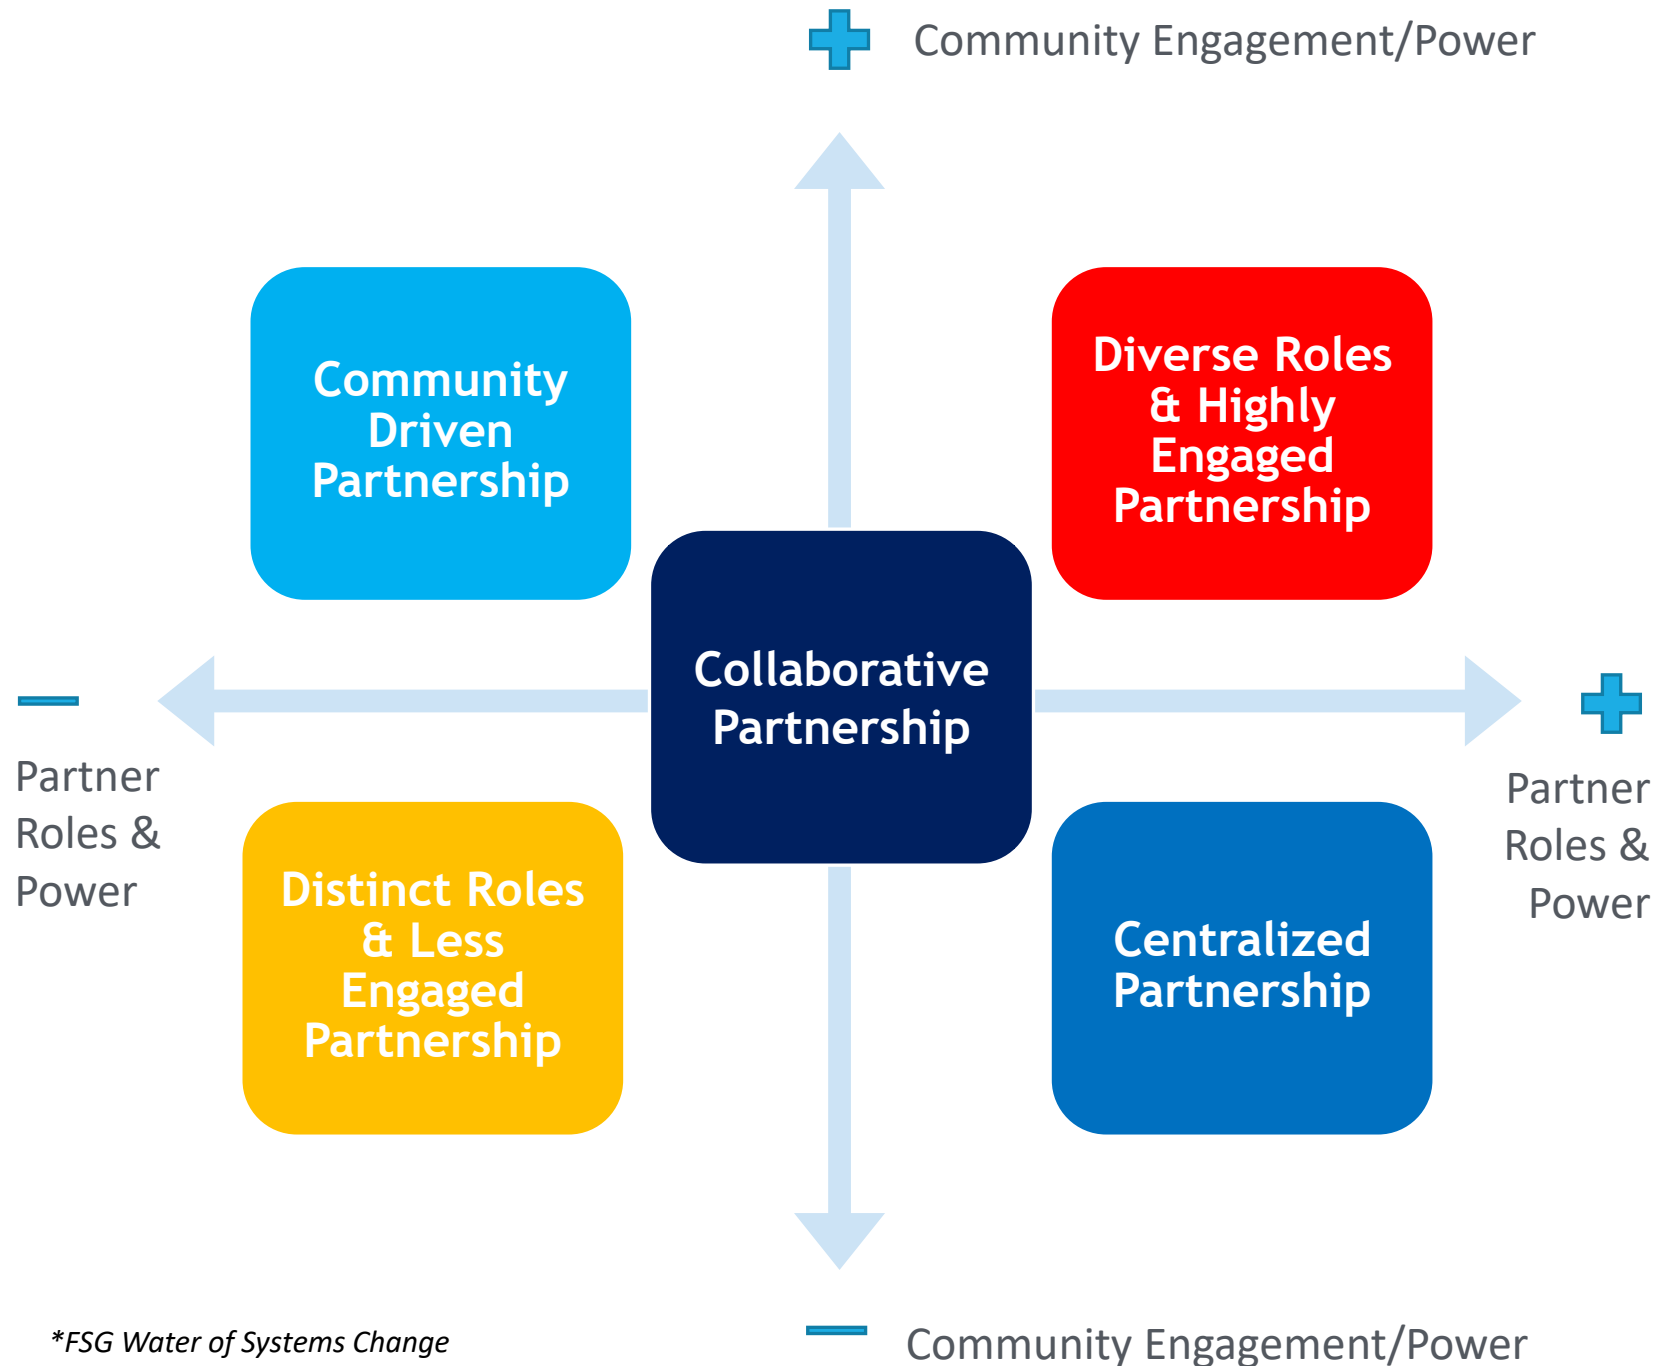 Community Engagement/Power
Community
Driven
Partnership
Diverse Roles
& Highly
Engaged
Partnership
Collaborative
Partnership
Partner
Roles &
Power
Partner
Roles &
Power
Distinct Roles
& Less
Engaged
Partnership
Centralized
Partnership
*FSG Water of Systems Change
Community Engagement/Power